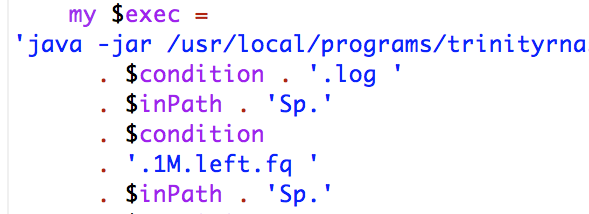 my $exec =
'java -jar /usr/local/programs/trinityrna
. $condition . '.log '
. $inPath . 'Sp.'
. $condition
. '.1M.left.fq '
. $inPath . 'Sp.'